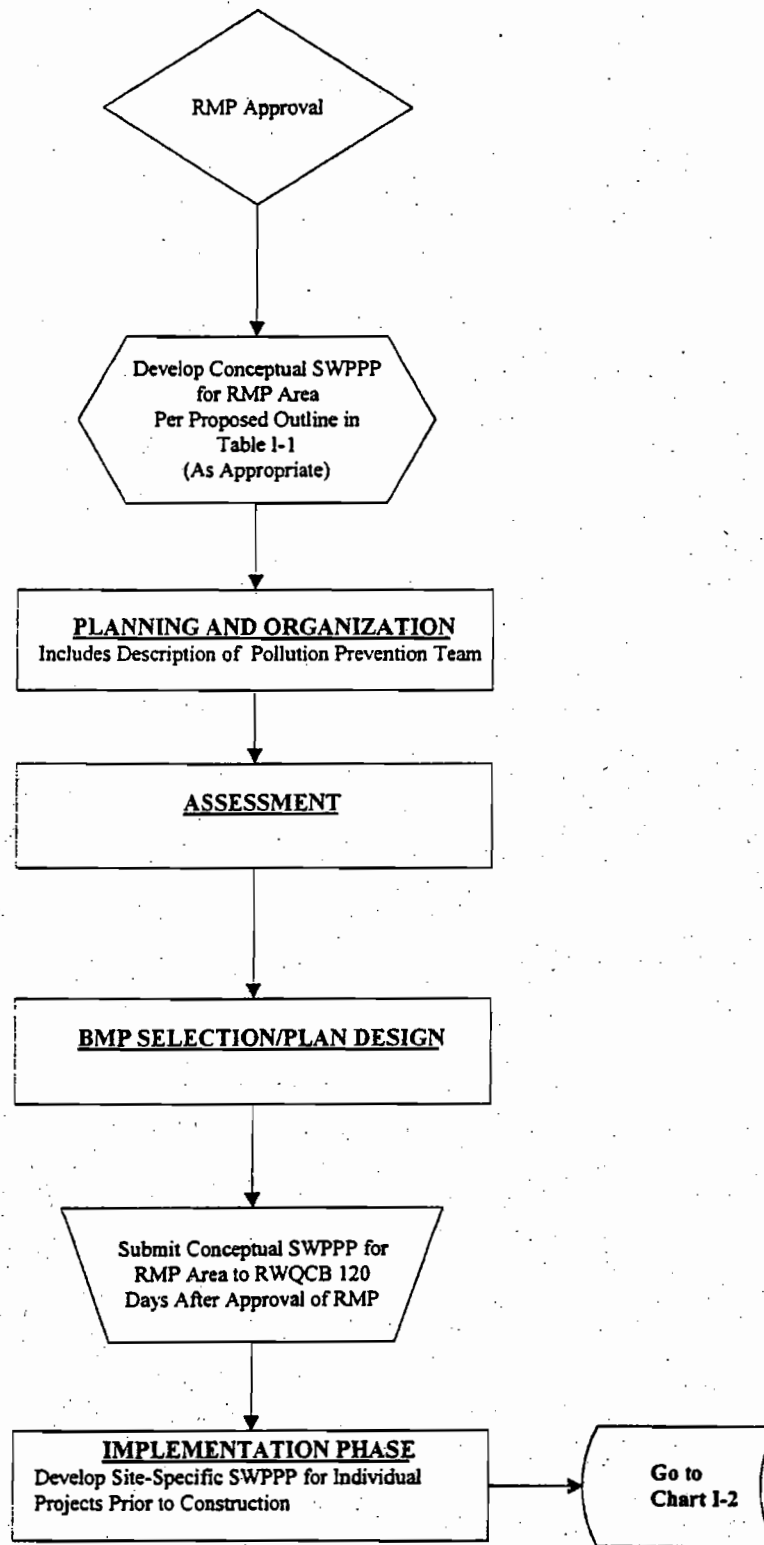 RMP Approval
Develop Conceptual SWPPP
for RMP Area
Per Proposed Outline in
Table I-1
(As Appropriate)
PLANNING AND ORGANIZATION
Includes Description of Pollution Prevention Team
ASSESSMENT
BMP SELECTION/PLAN DESIGN
Submit Conceptual SWPPP for
RMP Area to RWQCB 120
Days After Approval of RMP
IMPLEMENTATION PHASE
Develop Site-Specific SWPPP for Individual
Projects Prior to Construction
Go to
Chart I-2